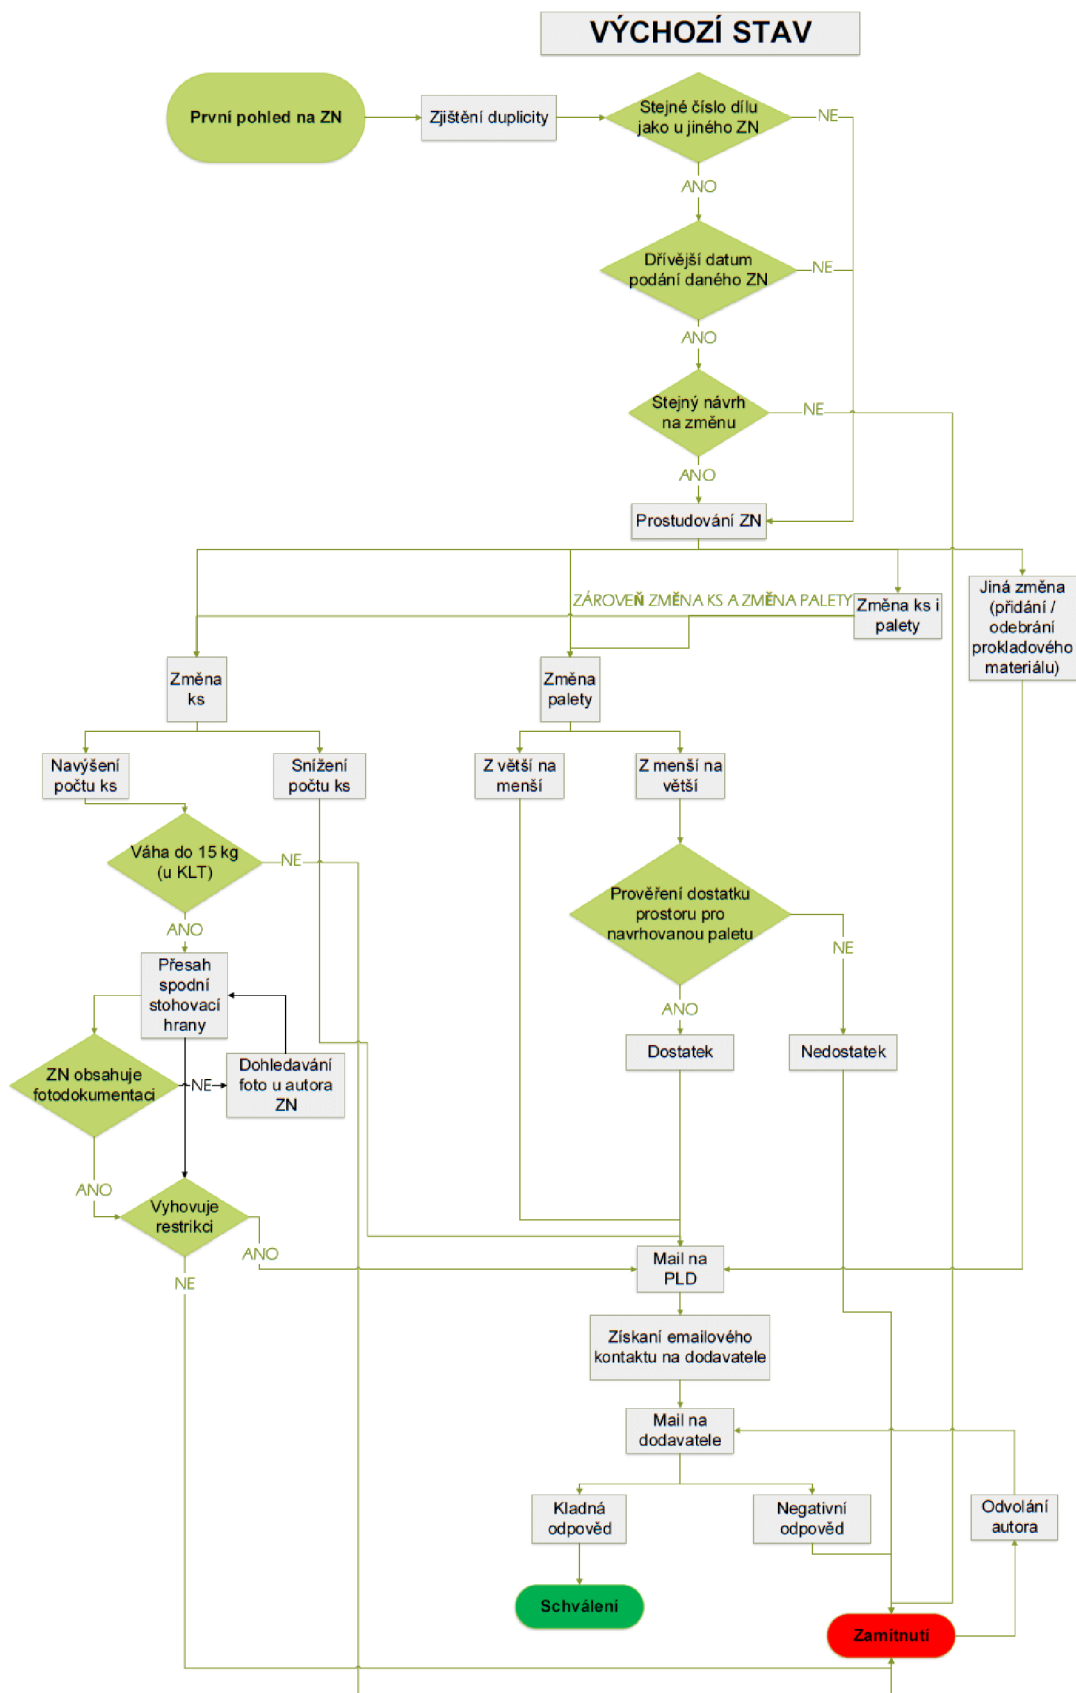 VÝCHOZÍ STAV
První pohled na ZN
Zjištění duplicity
Stejné číslo dílu
jako u jiného ZN
NE
ANO
Dřívější datum
podání daného ZN
NE
ANO
Stejný návrh
na změnu
NE
ANO
Prostudování ZN
ZÁROVEŇ ZMĚNA KS A ZMĚNA PALETY
Změna ks i
palety
Jiná změna
(přidání /
odebrání
prokladového
materiálu)
Změna
ks
Změna
palety
Navýšení
počtu ks
Snížení
počtu ks
Z větší na
menší
Z menší na
větší
Váha do 15 kg
(u KLT)
NE
ANO
Prověření dostatku
prostoru pro
navrhovanou paletu
NE
ANO
Přesah
spodní
stohovací
hrany
Dostatek
Nedostatek
ZN obsahuje
fotodokumentaci
NE
Dohledavání
foto u autora
ZN
ANO
Vyhovuje
restrikci
ANO
NE
Mail na
PLD
Získaní emailového
kontaktu na dodavatele
Mail na
dodavatele
Kladná
odpověd
Negativní
odpověd
Odvolání
autora
Schválení
Zamítnutí